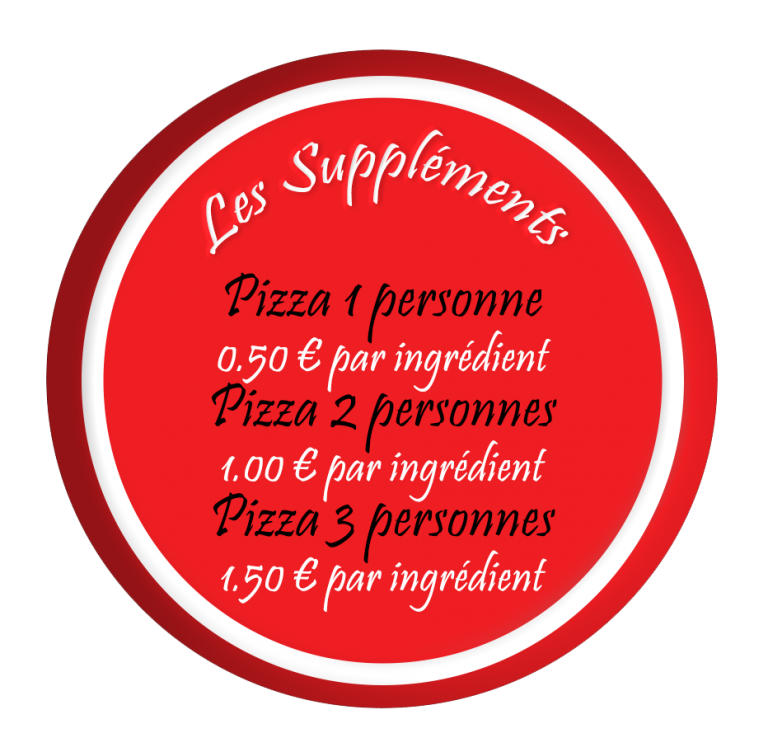 Les Suppléments
Pizza 1 personne
0.50 € par ingrédient
Pizza 2 personnes
1.00 € par ingrédient
Pizza 3 personnes
1.50 € par ingrédient